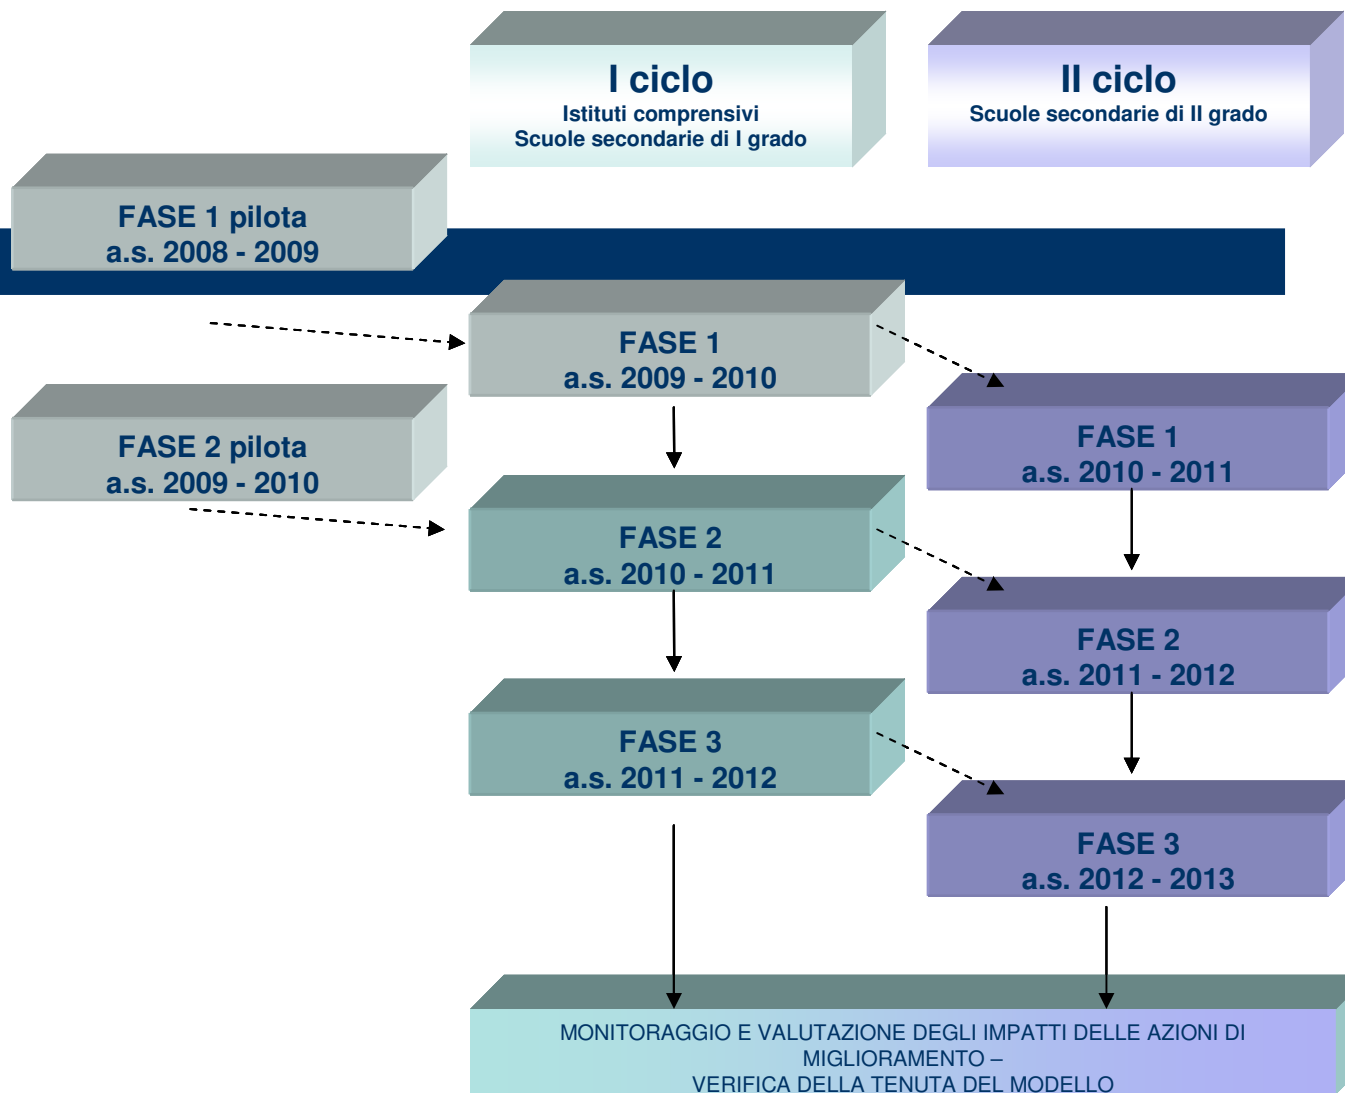 I ciclo
Istituti comprensivi
Scuole secondarie di I grado
II ciclo
Scuole secondarie di II grado
FASE 1 pilota
a.s. 2008 - 2009
FASE 1
a.s. 2009 - 2010
FASE 1
a.s. 2010 - 2011
FASE 2 pilota
a.s. 2009 - 2010
FASE 2
a.s. 2010 - 2011
FASE 2
a.s. 2011 - 2012
FASE 3
a.s. 2011 - 2012
FASE 3
a.s. 2012 - 2013
MONITORAGGIO E VALUTAZIONE DEGLI IMPATTI DELLE AZIONI DI
MIGLIORAMENTO –
VERIFICA DELLA TENUTA DEL MODELLO